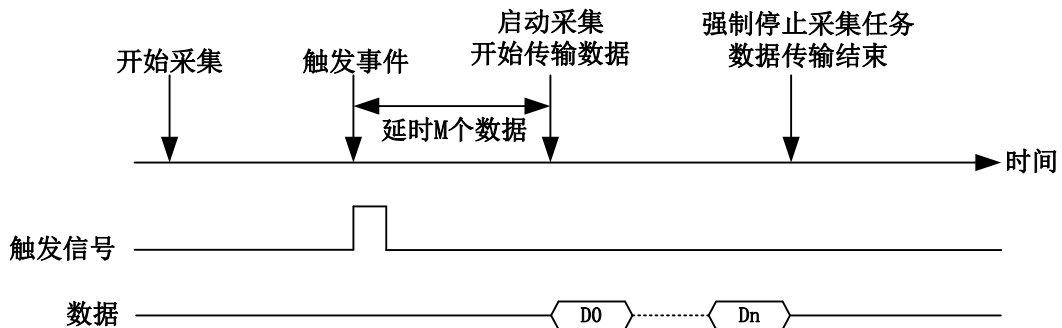 启动采集
开始传输数据
强制停止采集任务
数据传输结束
开始采集
触发事件
延时M个数据
时间
触发信号
数据
D0
Dn